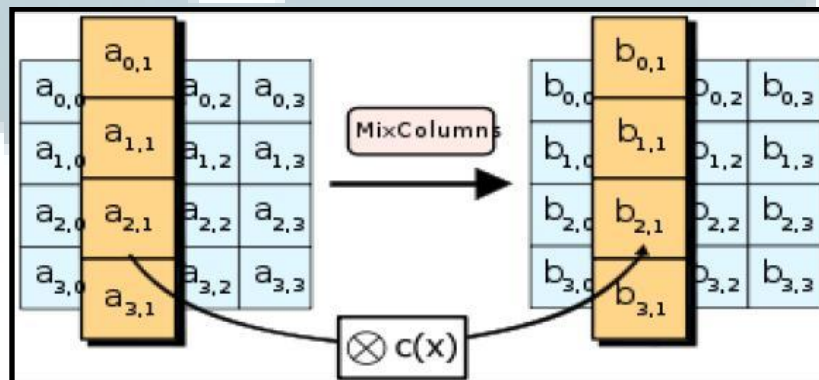 a0,1 b0,1
a0,0 a0,2 a0,3 b0,0 b0,2 b0,3
MixColumns
a1,1 b1,1
a1,0 a1,2 a1,3 b1,0 b1,2 b1,3
a2,1 b2,1
a2,0 a2,2 a2,3 b2,0 b2,2 b2,3
a3,0 a3,2 a3,3 b3,0 b3,2 b3,3
a3,1 b3,1
⊗ c(x)